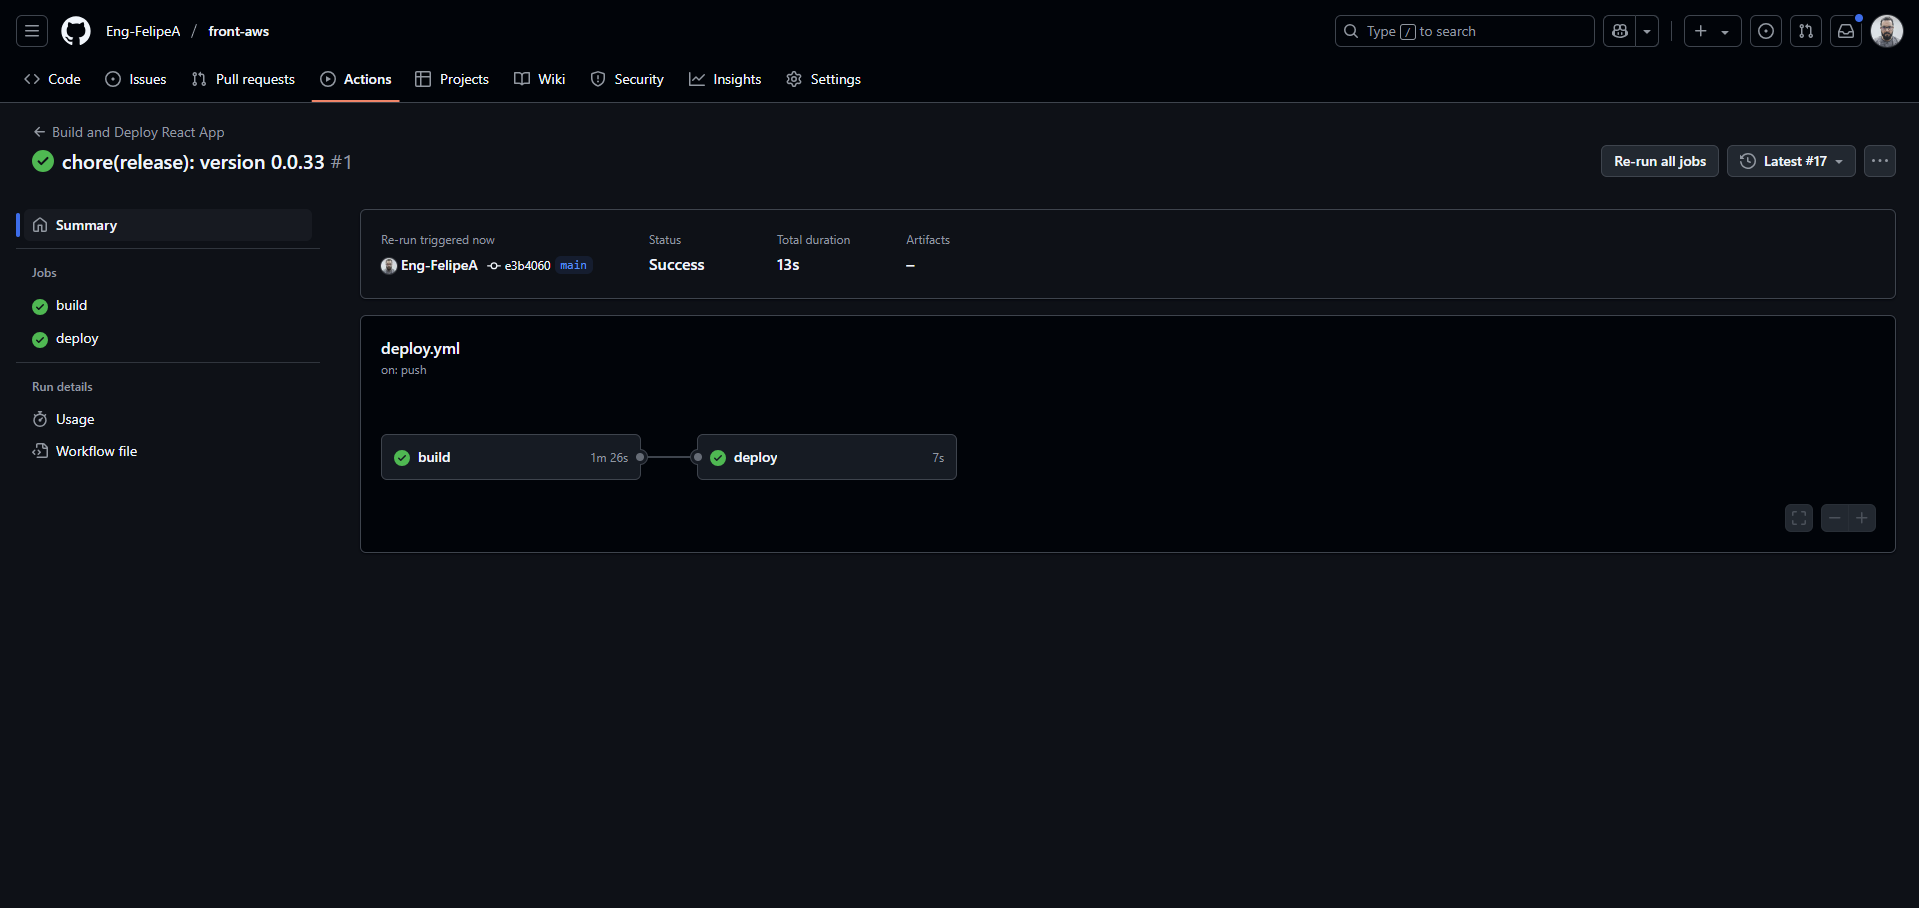 Eng-FelipeA / front-aws
Type / to search
Code Issues Pull requests Actions Projects Wiki Security Insights Settings
Build and Deploy React App
chore(release): version 0.0.33 #1
Re-run all jobs
Latest #17
Summary
Jobs
build
deploy
Run details
Usage
Workflow file
Re-run triggered now
Eng-FelipeA e3b4060 main
Status
Success
Total duration
13s
Artifacts
–
deploy.yml
on: push
build 1m 26s
deploy 7s